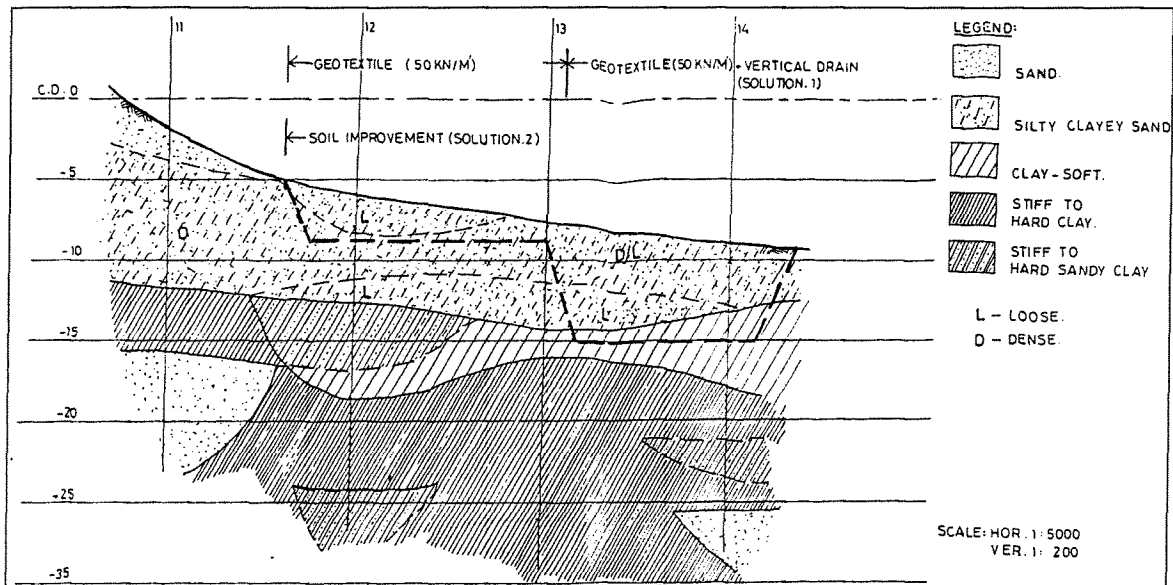 11 12 13 14
GEOTEXTILE (50 KN/M') GEOTEXTILE (50 KN/M') + VERTICAL DRAIN
(SOLUTION.1)
C.D. 0
SOIL IMPROVEMENT (SOLUTION.2)
-5
-10
-15
-20
-25
-35
L
D
D/L
L
L
LEGEND:
SAND.
SILTY CLAYEY SAND
CLAY-SOFT.
STIFF TO
HARD CLAY.
STIFF TO
HARD SANDY CLAY
L - LOOSE.
D - DENSE.
SCALE: HOR. 1: 5000
VER. 1: 200